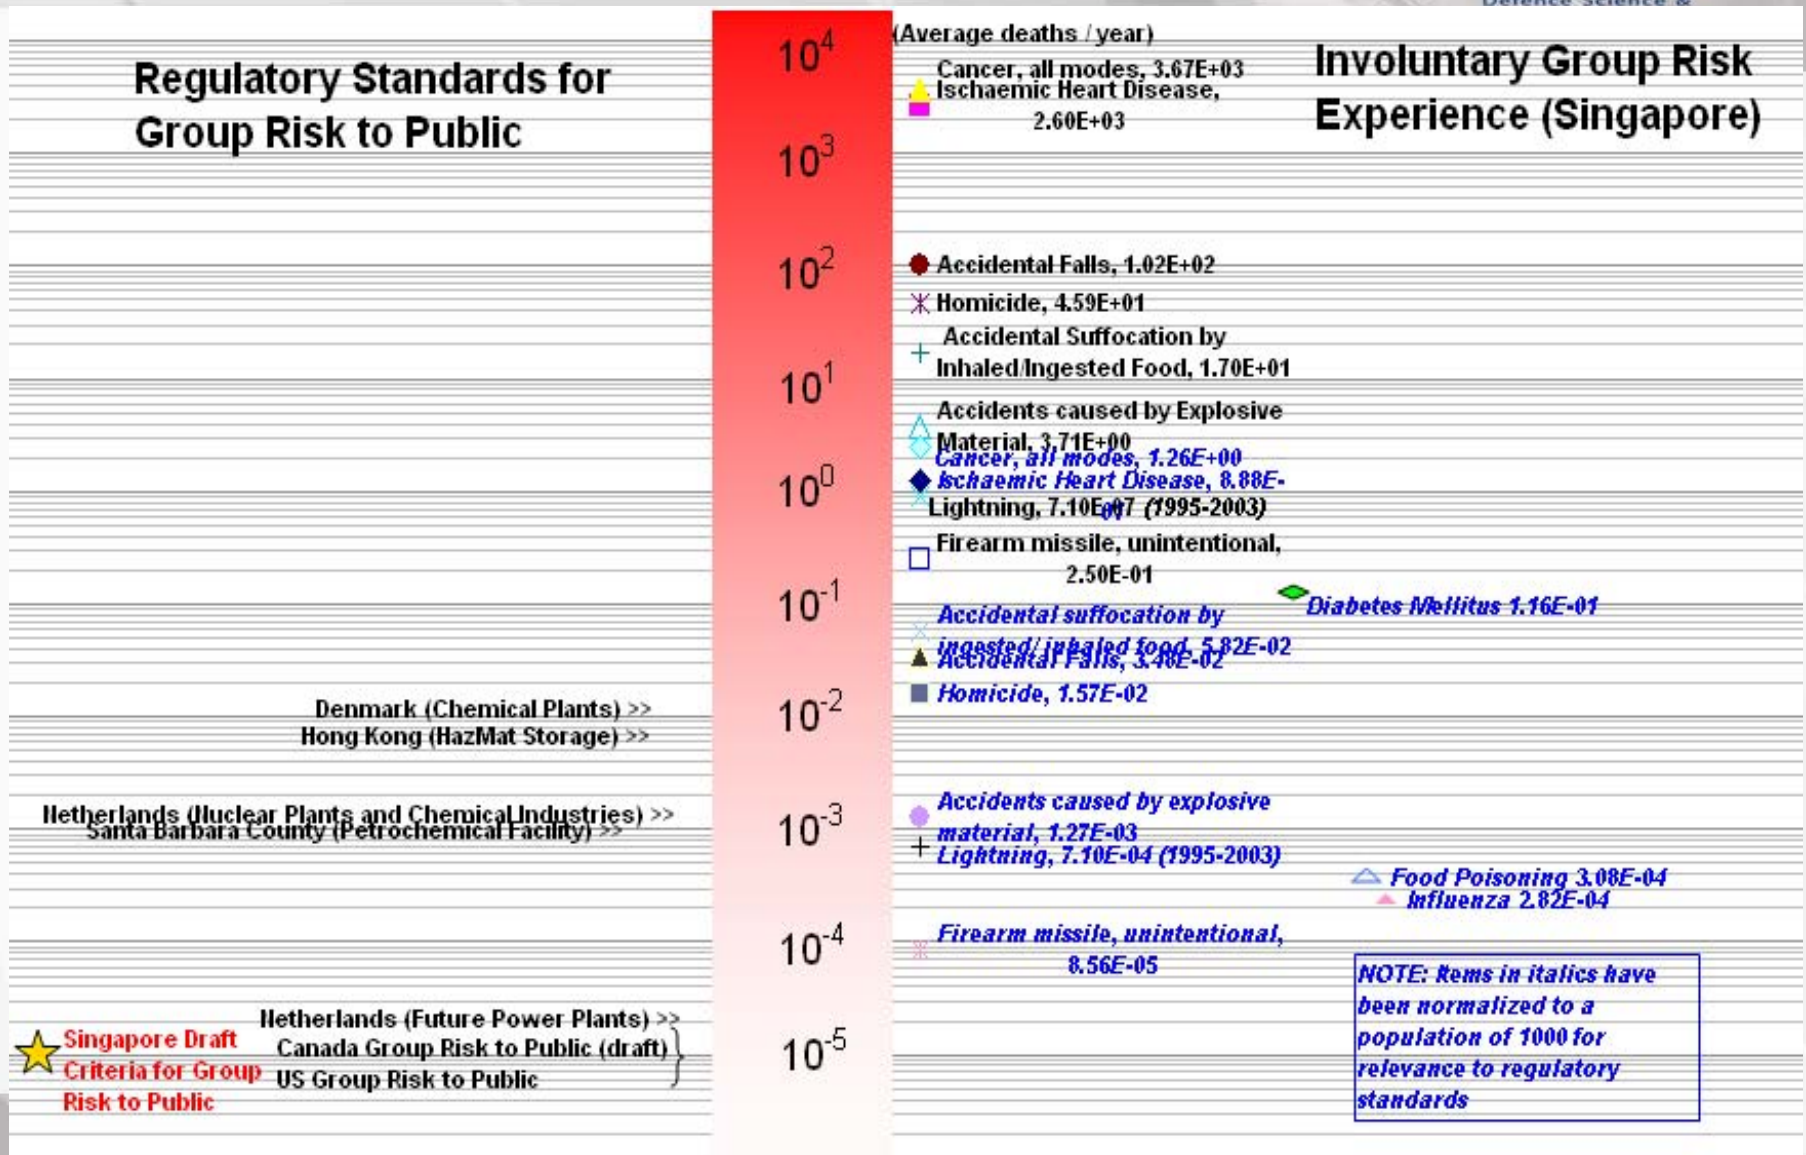 Defence Science &
Regulatory Standards for
Group Risk to Public
10^4
10^3
10^2
10^1
10^0
10^-1
10^-2
10^-3
10^-4
10^-5
(Average deaths / year)
Involuntary Group Risk
Experience (Singapore)
Cancer, all modes, 3.67E+03
Ischaemic Heart Disease,
2.60E+03
Accidental Falls, 1.02E+02
Homicide, 4.59E+01
Accidental Suffocation by
Inhaled/Ingested Food, 1.70E+01
Accidents caused by Explosive
Material, 3.71E+00
Cancer, all modes, 1.26E+00
Ischaemic Heart Disease, 8.88E-
01
Lightning, 7.10E-07 (1995-2003)
Firearm missile, unintentional,
2.50E-01
Diabetes Mellitus 1.16E-01
Accidental suffocation by
ingested/ inhaled food, 5.82E-02
Accidental Falls, 3.48E-02
Homicide, 1.57E-02
Accidents caused by explosive
material, 1.27E-03
Lightning, 7.10E-04 (1995-2003)
Food Poisoning 3.08E-04
Influenza 2.82E-04
Firearm missile, unintentional,
8.56E-05
NOTE: Items in italics have
been normalized to a
population of 1000 for
relevance to regulatory
standards
Denmark (Chemical Plants) >>
Hong Kong (HazMat Storage) >>
Netherlands (Nuclear Plants and Chemical Industries) >>
Santa Barbara County (Petrochemical Facility) >>
Netherlands (Future Power Plants) >>
Canada Group Risk to Public (draft)
US Group Risk to Public
Singapore Draft
Criteria for Group
Risk to Public